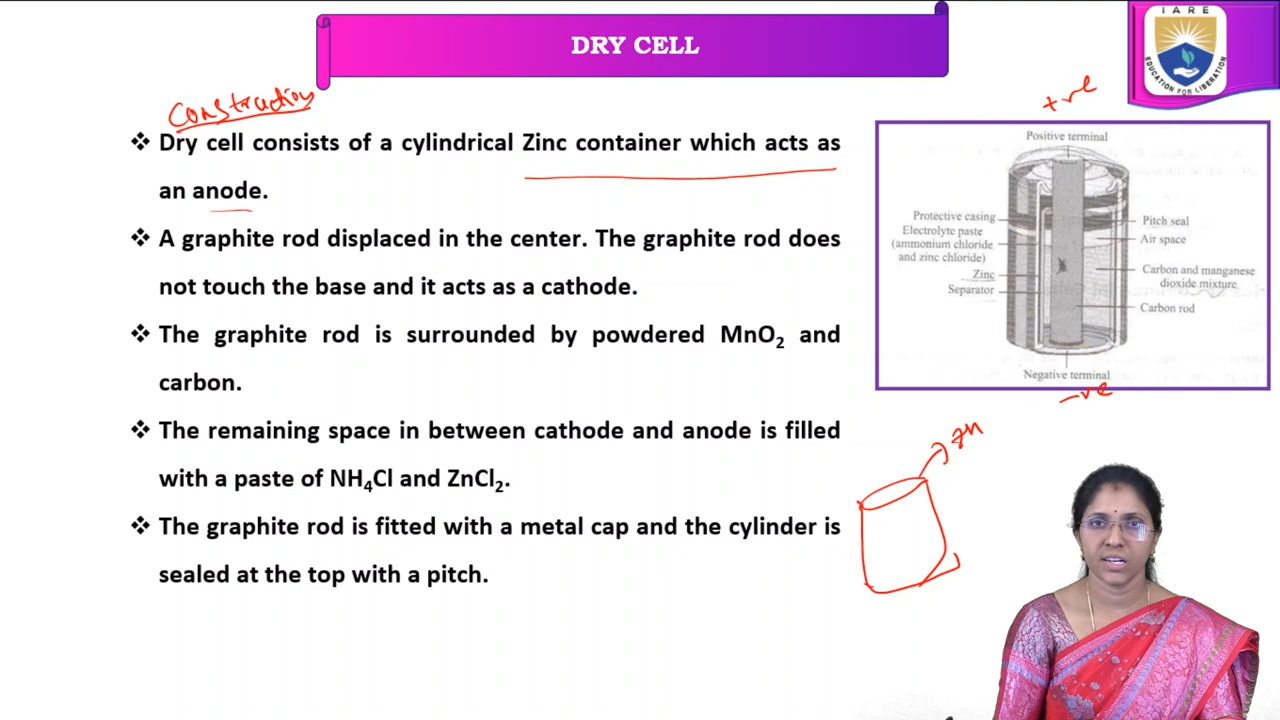 IARE
EDUCATION FOR LIBERATION
DRY CELL
Construction
❖ Dry cell consists of a cylindrical Zinc container which acts as
an anode.
❖ A graphite rod displaced in the center. The graphite rod does
not touch the base and it acts as a cathode.
❖ The graphite rod is surrounded by powdered MnO₂ and
carbon.
❖ The remaining space in between cathode and anode is filled
with a paste of NH₄Cl and ZnCl₂.
❖ The graphite rod is fitted with a metal cap and the cylinder is
sealed at the top with a pitch.
+ve
Positive terminal
Protective casing
Electrolyte paste
(ammonium chloride
and zinc chloride)
Zinc
Separator
Pitch seal
Air space
Carbon and manganese
dioxide mixture
Carbon rod
Negative terminal
-ve
Zn